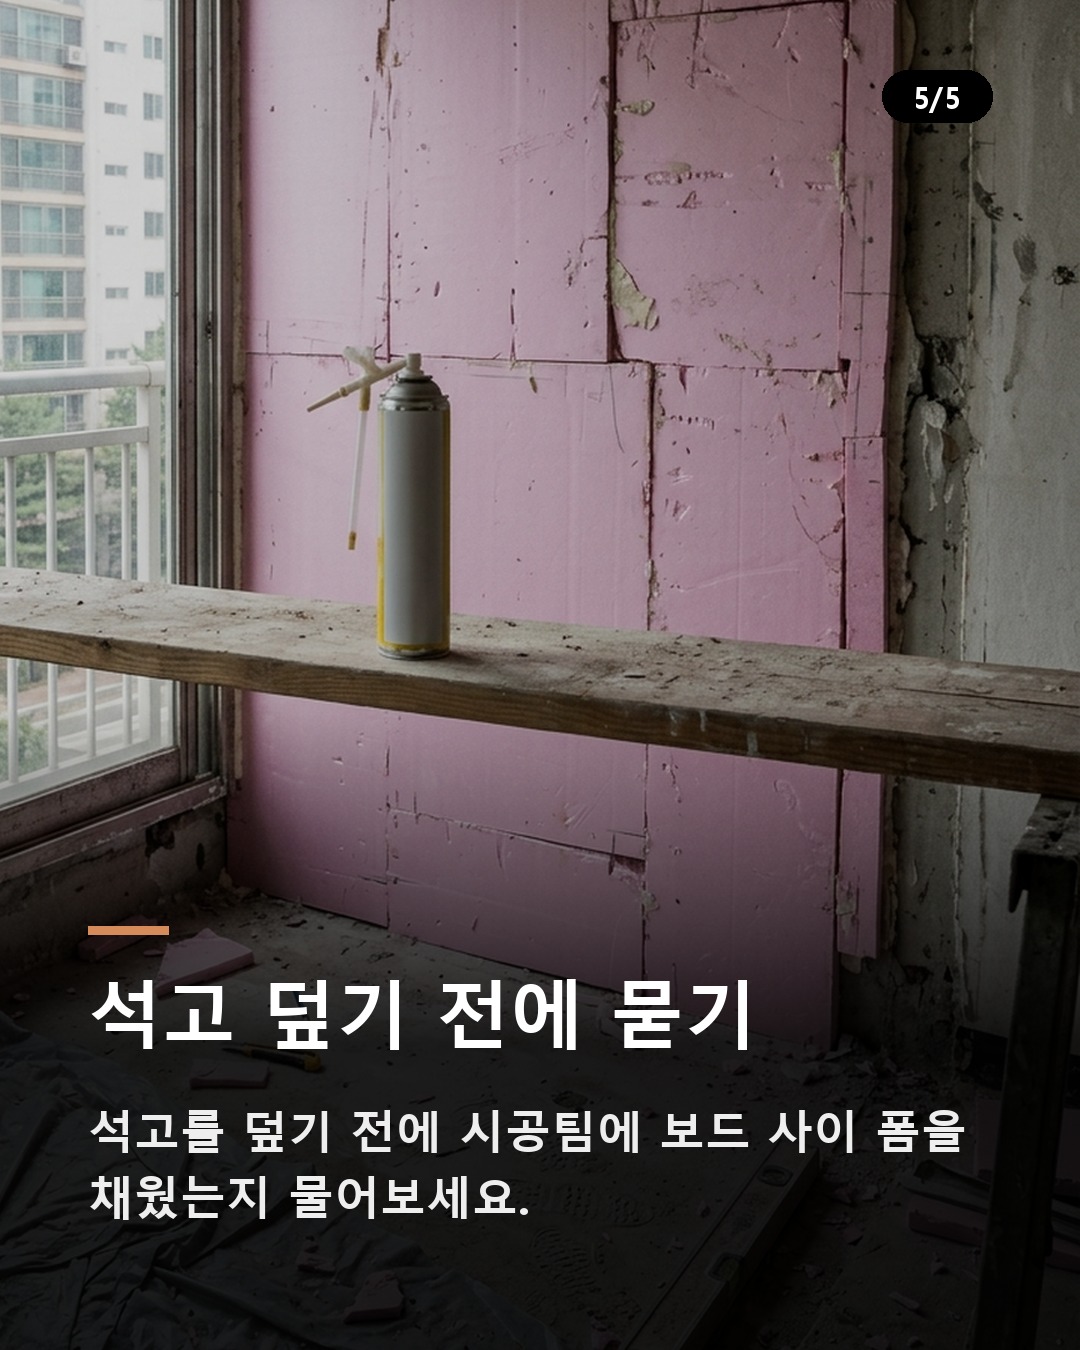 5/5
석고 덮기 전에 묻기
석고를 덮기 전에 시공팀에 보드 사이 폼을
채웠는지 물어보세요.